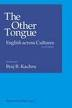 The
Other
Tongue
English across Cultures
Braj B. Kachru